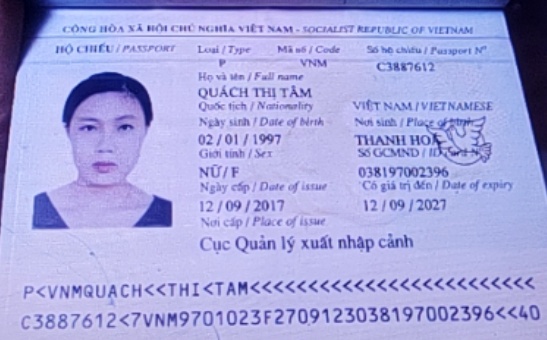 CỘNG HÒA XÃ HỘI CHỦ NGHĨA VIỆT NAM - SOCIALIST REPUBLIC OF VIETNAM
HỘ CHIẾU / PASSPORT Loại / Type Mã số / Code Số hộ chiếu / Passport Nº
P VNM C3887612
Họ và tên / Full name
QUÁCH THỊ TÂM
Quốc tịch / Nationality VIỆT NAM / VIETNAMESE
Ngày sinh / Date of birth Nơi sinh / Place of birth
02 / 01 / 1997 THANH HOÁ
Giới tính / Sex Số GCMND / ID Card Nº
NỮ / F 038197002396
Ngày cấp / Date of issue Có giá trị đến / Date of expiry
12 / 09 / 2017 12 / 09 / 2027
Nơi cấp / Place of issue
Cục Quản lý xuất nhập cảnh
P<VNMQUACH<<THI<TAM<<<<<<<<<<<<<<<<<<<<<<<<<
C3887612<7VNM9701023F2709123038197002396<<40